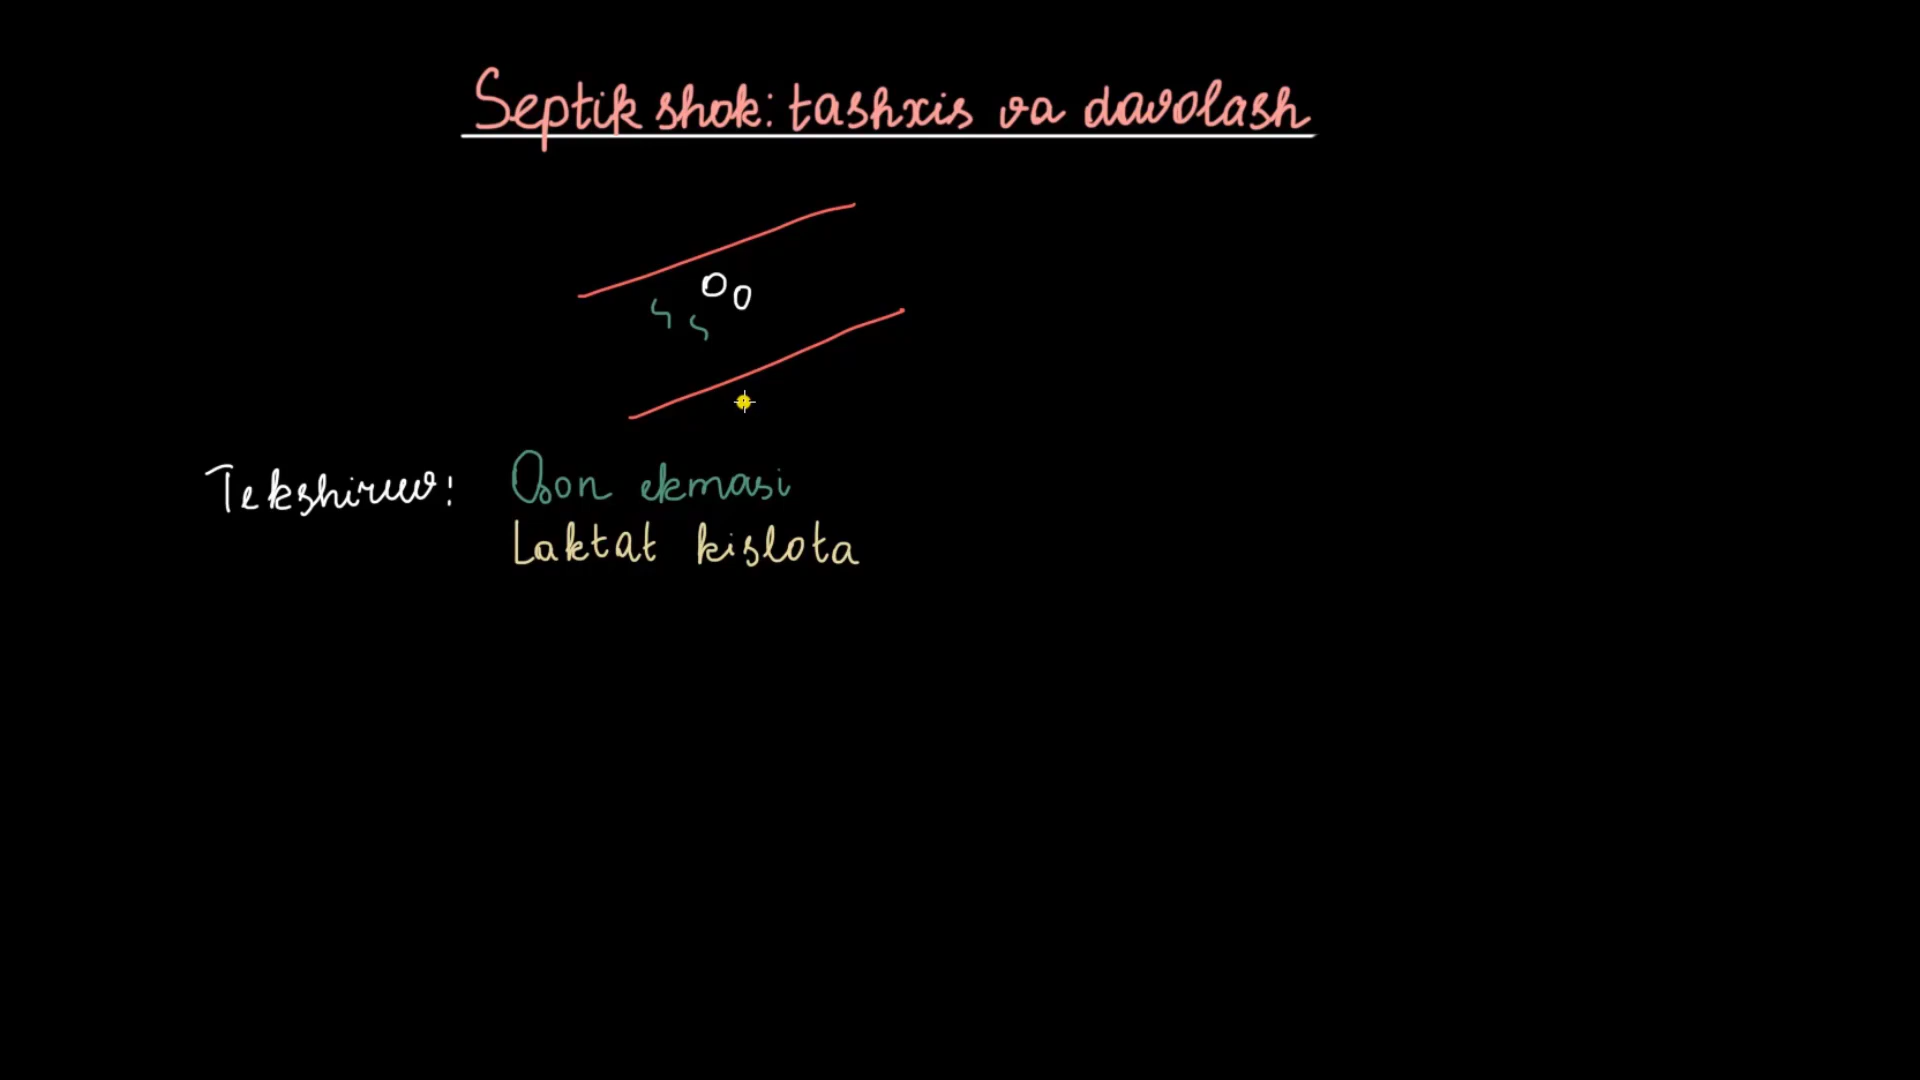 Septik shok: tashxis va davolash
Tekshiruv:
Qon ekmasi
Laktat kislota